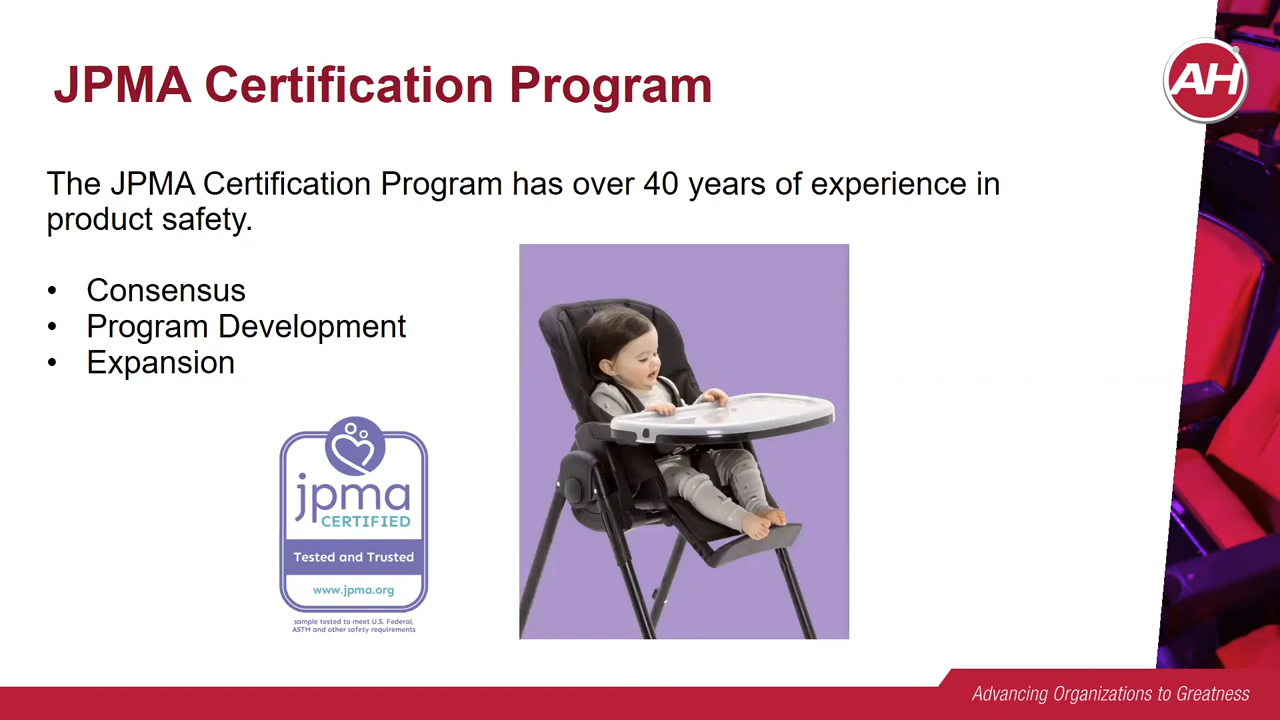 JPMA Certification Program
AH
The JPMA Certification Program has over 40 years of experience in
product safety.
• Consensus
• Program Development
• Expansion
jpma
CERTIFIED
Tested and Trusted
www.jpma.org
sample tested to meet U.S. Federal,
ASTM and other safety requirements
Advancing Organizations to Greatness